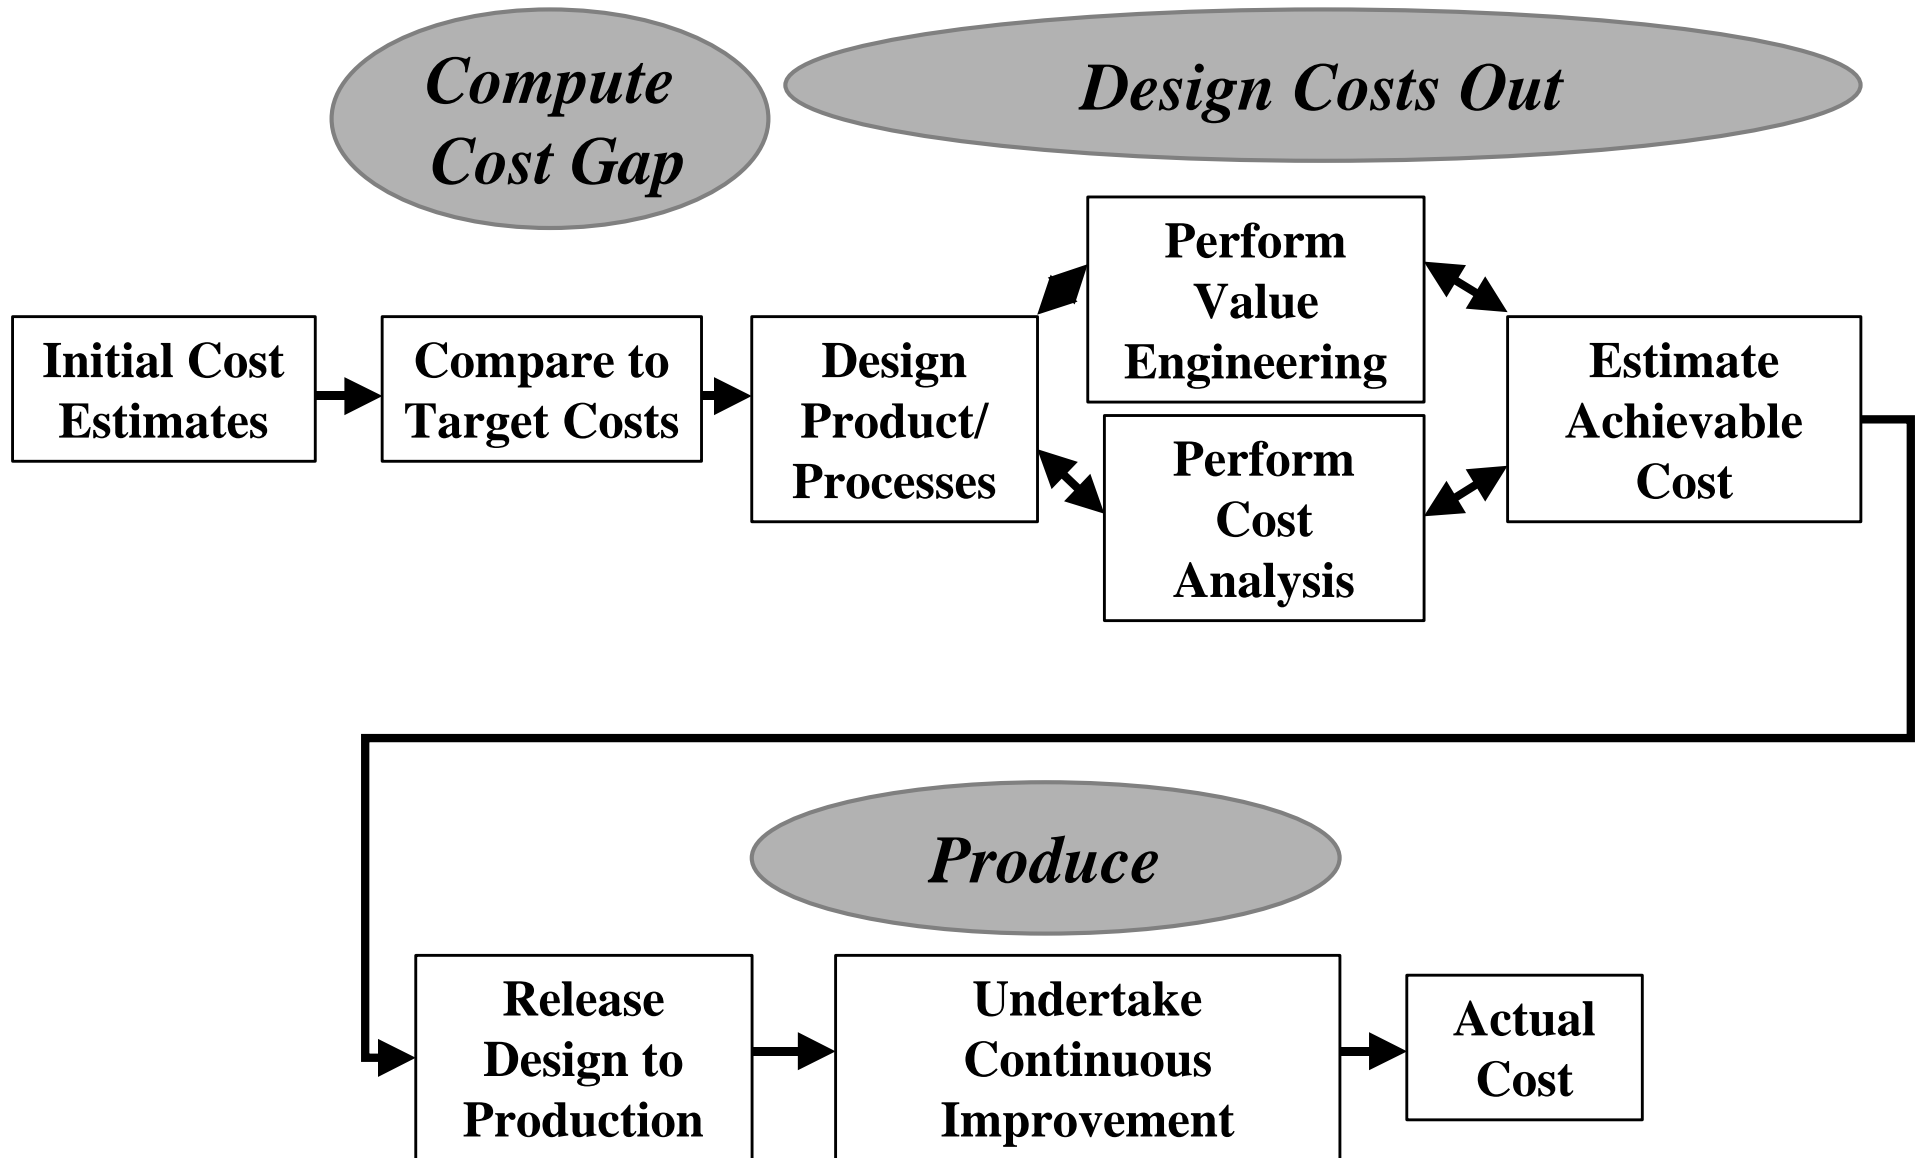 Compute
Cost Gap
Design Costs Out
Initial Cost
Estimates
Compare to
Target Costs
Design
Product/
Processes
Perform
Value
Engineering
Perform
Cost
Analysis
Estimate
Achievable
Cost
Produce
Release
Design to
Production
Undertake
Continuous
Improvement
Actual
Cost